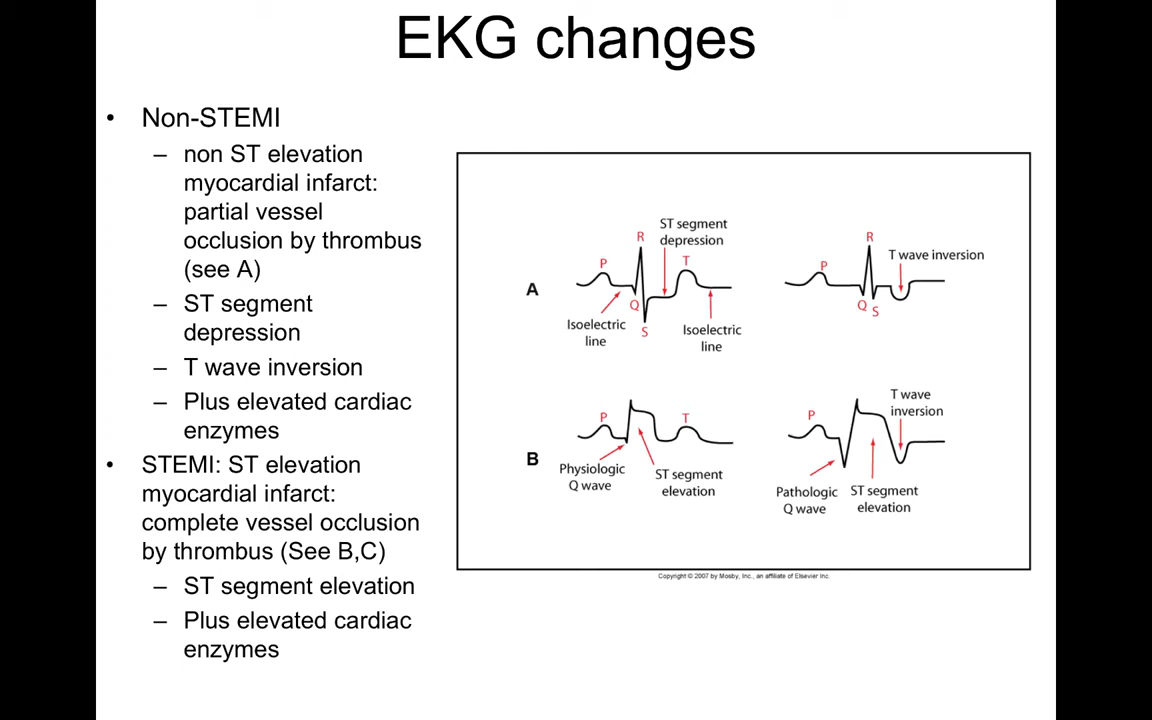 EKG changes
• Non-STEMI
– non ST elevation
myocardial infarct:
partial vessel
occlusion by thrombus
(see A)
– ST segment
depression
– T wave inversion
– Plus elevated cardiac
enzymes
• STEMI: ST elevation
myocardial infarct:
complete vessel occlusion
by thrombus (See B,C)
– ST segment elevation
– Plus elevated cardiac
enzymes
A
P
R
ST segment
depression
T
Q
S
Isoelectric
line
Isoelectric
line
P
R
T wave inversion
Q
S
B
P
T
Physiologic
Q wave
ST segment
elevation
P
T wave
inversion
Pathologic
Q wave
ST segment
elevation
Copyright © 2007 by Mosby, Inc., an affiliate of Elsevier Inc.